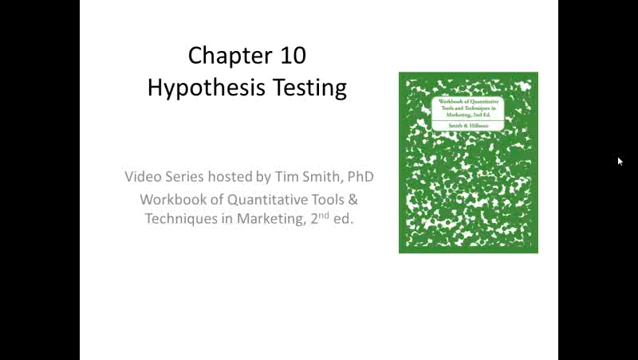 Chapter 10
Hypothesis Testing
Video Series hosted by Tim Smith, PhD
Workbook of Quantitative Tools &
Techniques in Marketing, 2nd ed.
Workbook of Quantitative
Tools and Techniques in
Marketing, 2nd Ed.